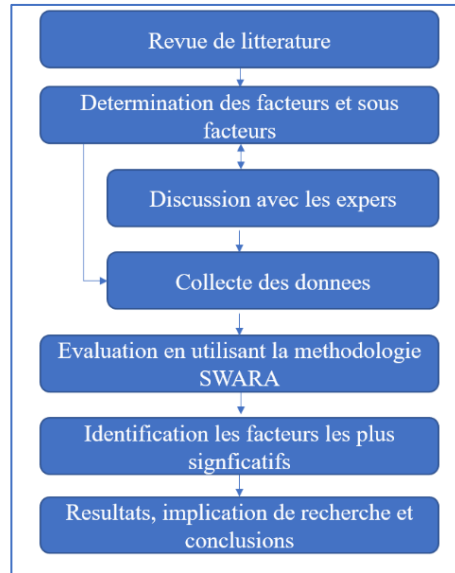 Revue de litterature
Determination des facteurs et sous
facteurs
Discussion avec les expers
Collecte des donnees
Evaluation en utilisant la methodologie
SWARA
Identification les facteurs les plus
signficatifs
Resultats, implication de recherche et
conclusions